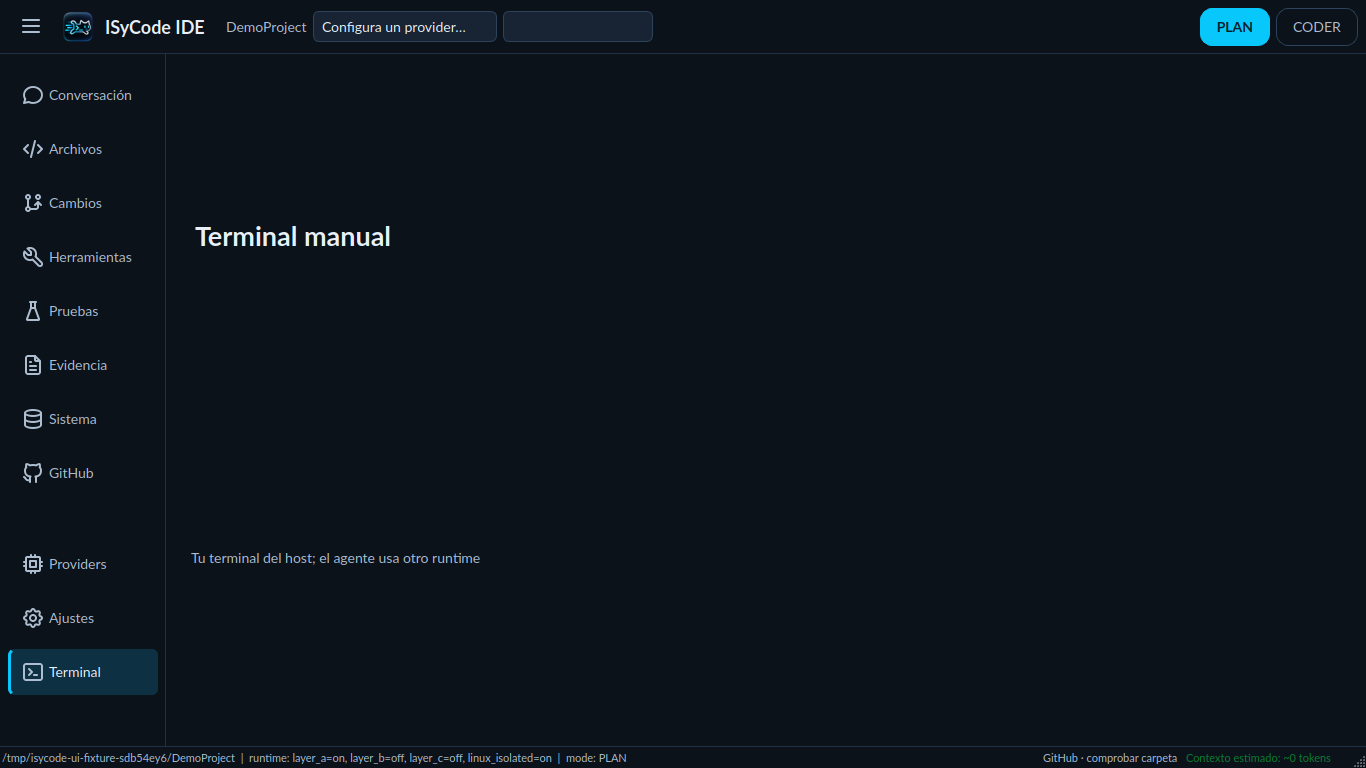 ISyCode IDE DemoProject Configura un provider... PLAN CODER
Conversación
Archivos
Cambios
Herramientas
Pruebas
Evidencia
Sistema
GitHub
Providers
Ajustes
Terminal
Terminal manual
Tu terminal del host; el agente usa otro runtime
/tmp/isycode-ui-fixture-sdb54ey6/DemoProject | runtime: layer_a=on, layer_b=off, layer_c=off, linux_isolated=on | mode: PLAN GitHub · comprobar carpeta Contexto estimado: ~0 tokens